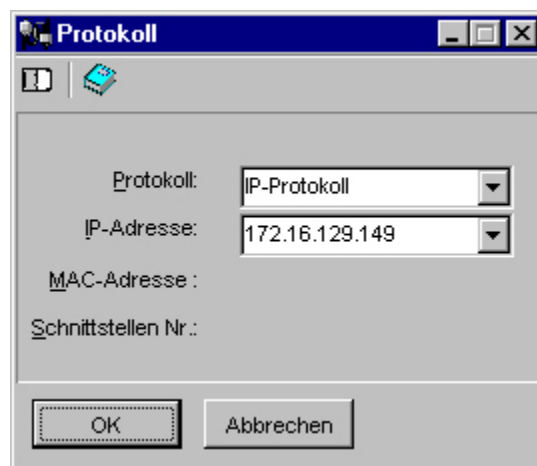 Protokoll
Protokoll: IP-Protokoll
IP-Adresse: 172.16.129.149
MAC-Adresse :
Schnittstellen Nr.:
OK Abbrechen